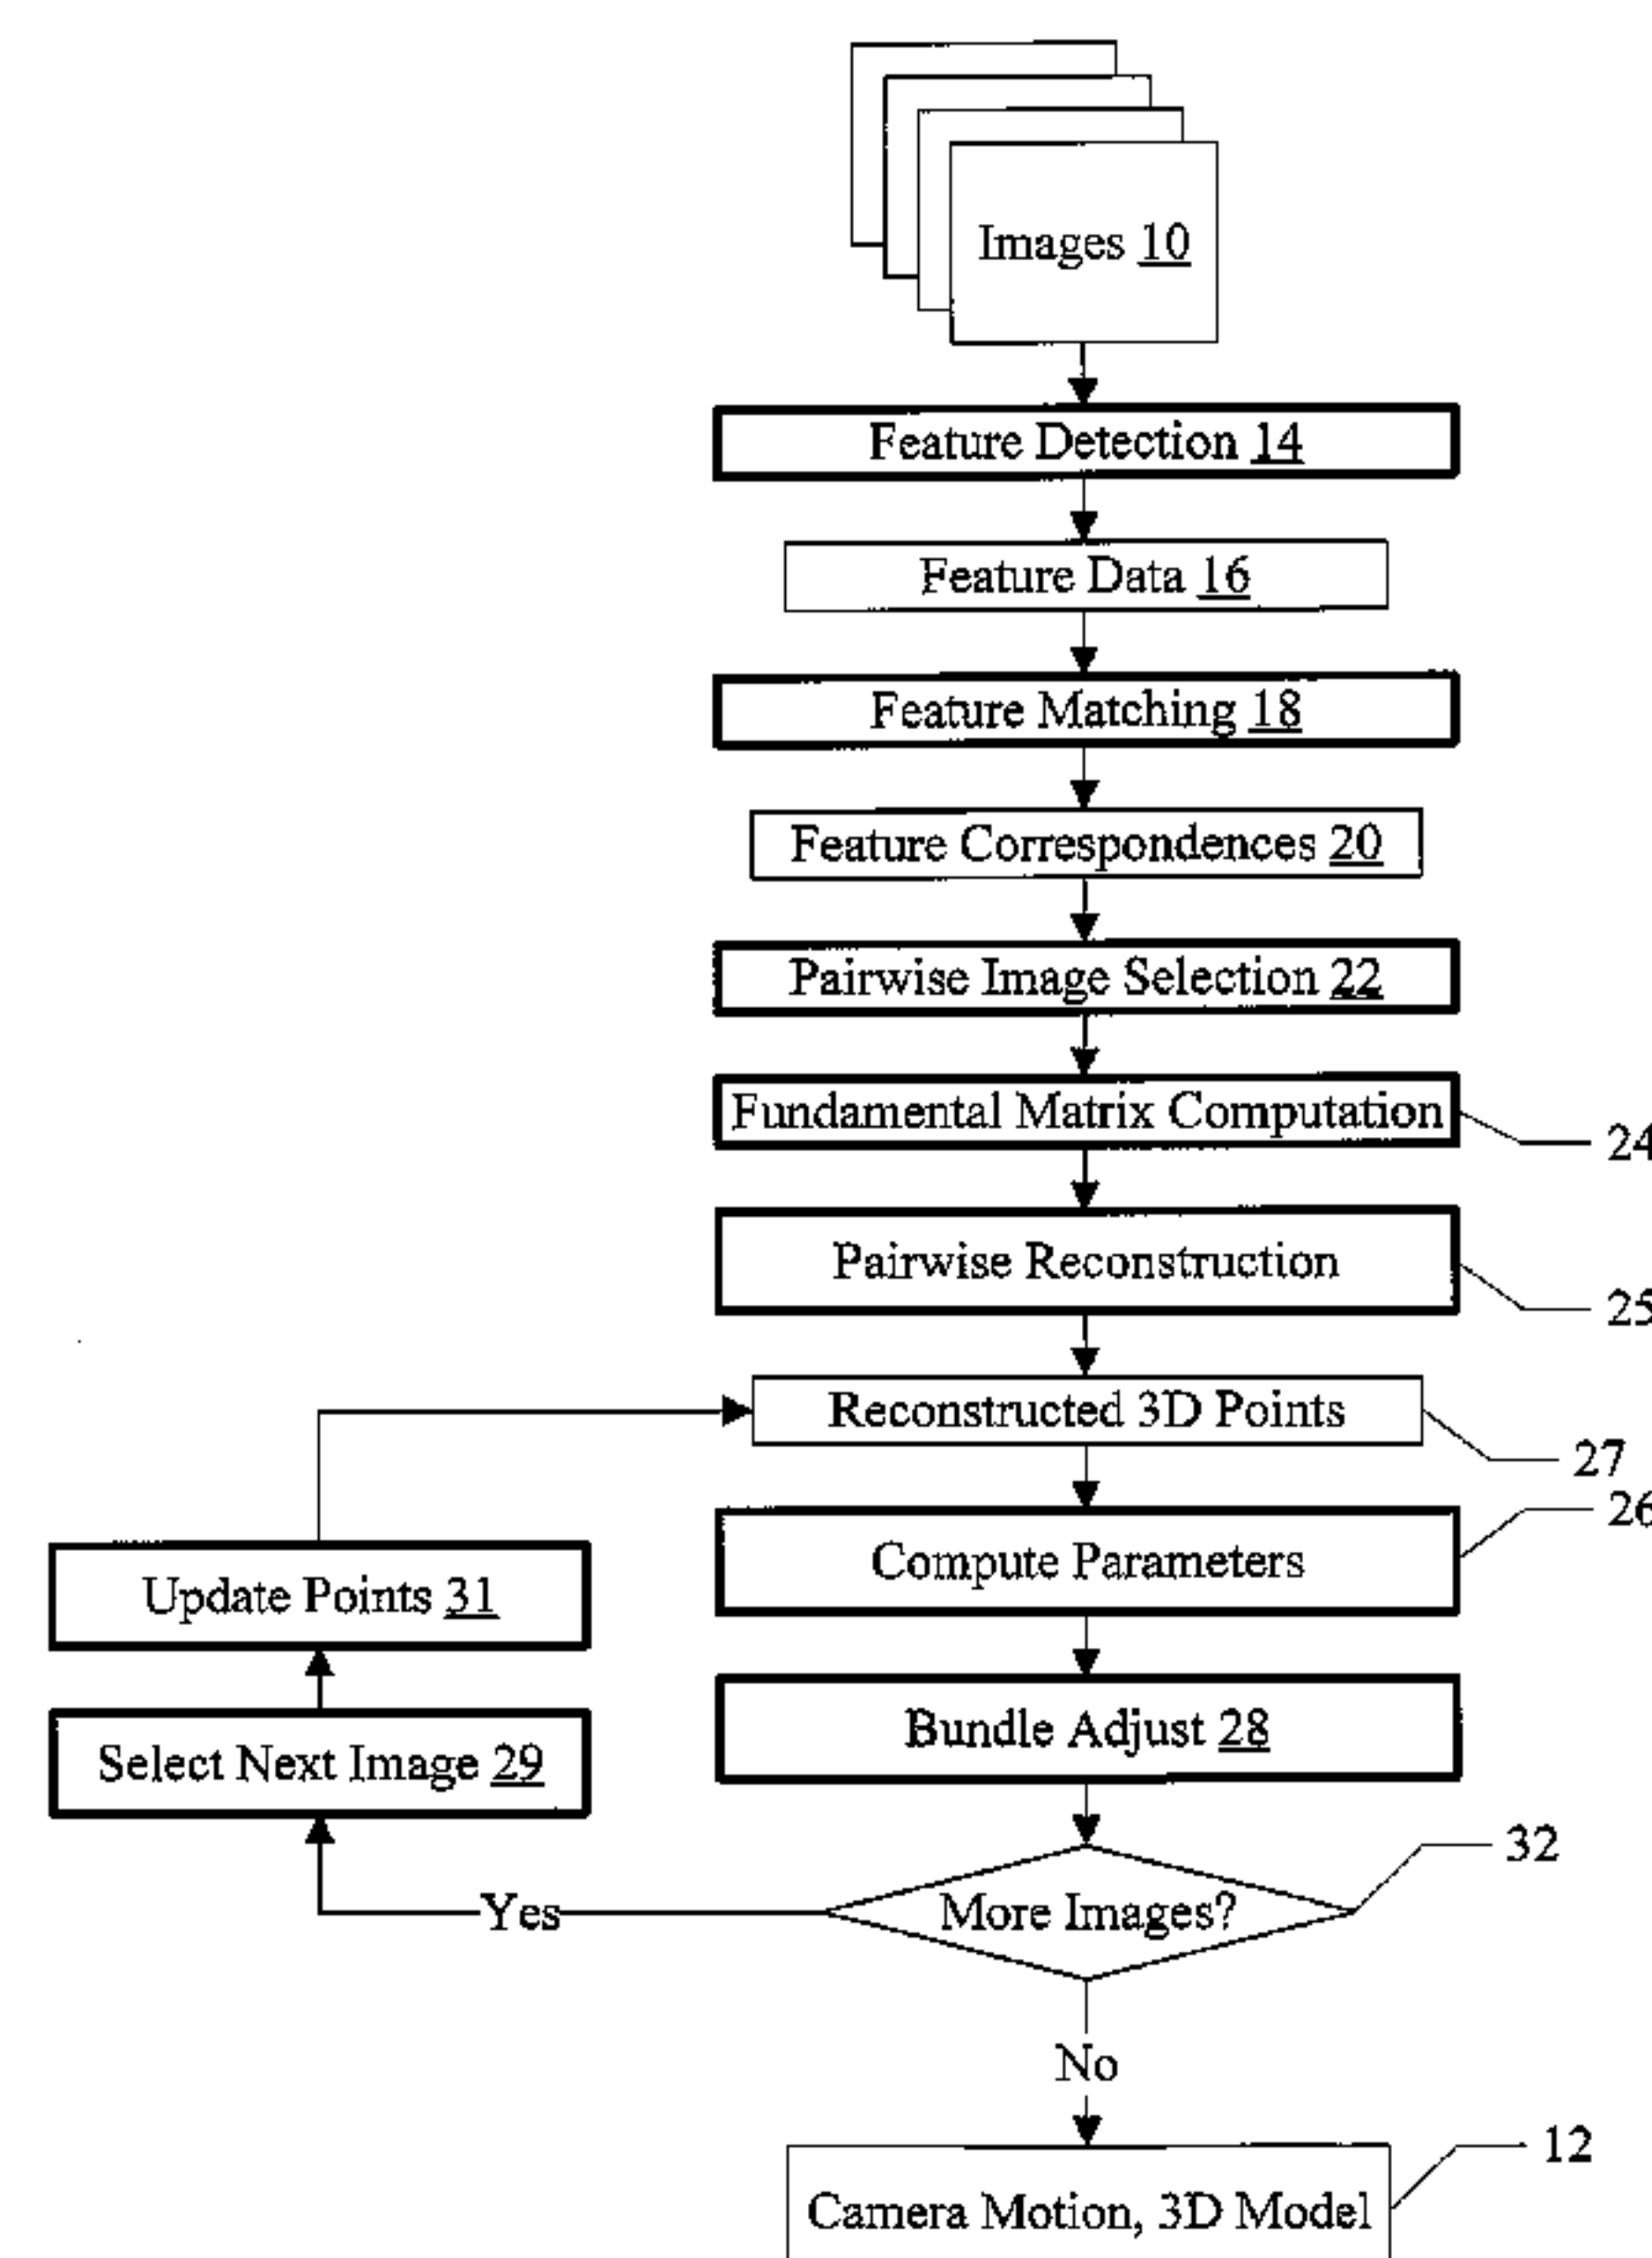 Images 10
Feature Detection 14
Feature Data 16
Feature Matching 18
Feature Correspondences 20
Pairwise Image Selection 22
Fundamental Matrix Computation
24
Pairwise Reconstruction
25
Reconstructed 3D Points
27
26
Compute Parameters
Update Points 31
Bundle Adjust 28
Select Next Image 29
32
More Images?
Yes
No
12
Camera Motion, 3D Model